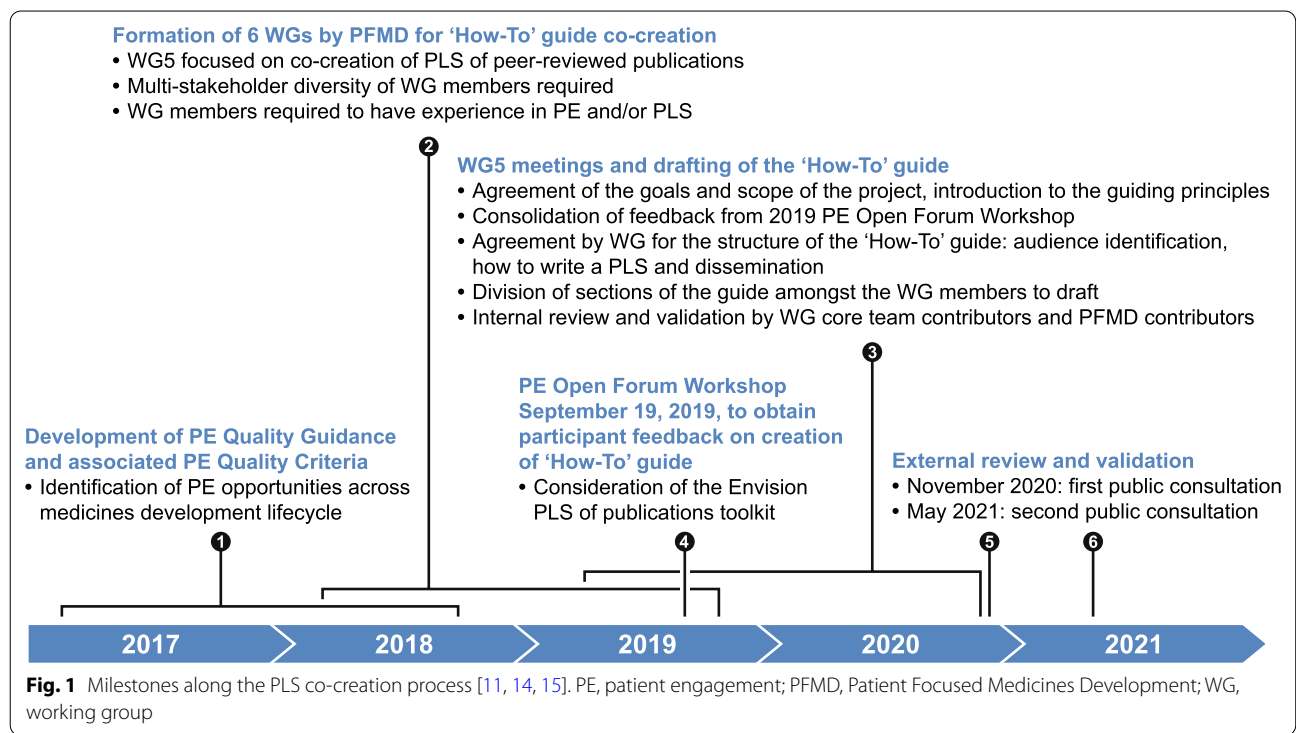 Formation of 6 WGs by PFMD for ‘How-To’ guide co-creation
• WG5 focused on co-creation of PLS of peer-reviewed publications
• Multi-stakeholder diversity of WG members required
• WG members required to have experience in PE and/or PLS
2
WG5 meetings and drafting of the ‘How-To’ guide
• Agreement of the goals and scope of the project, introduction to the guiding principles
• Consolidation of feedback from 2019 PE Open Forum Workshop
• Agreement by WG for the structure of the ‘How-To’ guide: audience identification,
how to write a PLS and dissemination
• Division of sections of the guide amongst the WG members to draft
• Internal review and validation by WG core team contributors and PFMD contributors
3
PE Open Forum Workshop
September 19, 2019, to obtain
participant feedback on creation
of ‘How-To’ guide
• Consideration of the Envision
PLS of publications toolkit
4
Development of PE Quality Guidance
and associated PE Quality Criteria
• Identification of PE opportunities across
medicines development lifecycle
1
External review and validation
• November 2020: first public consultation
• May 2021: second public consultation
5
6
2017
2018
2019
2020
2021
Fig. 1 Milestones along the PLS co-creation process [11, 14, 15]. PE, patient engagement; PFMD, Patient Focused Medicines Development; WG,
working group